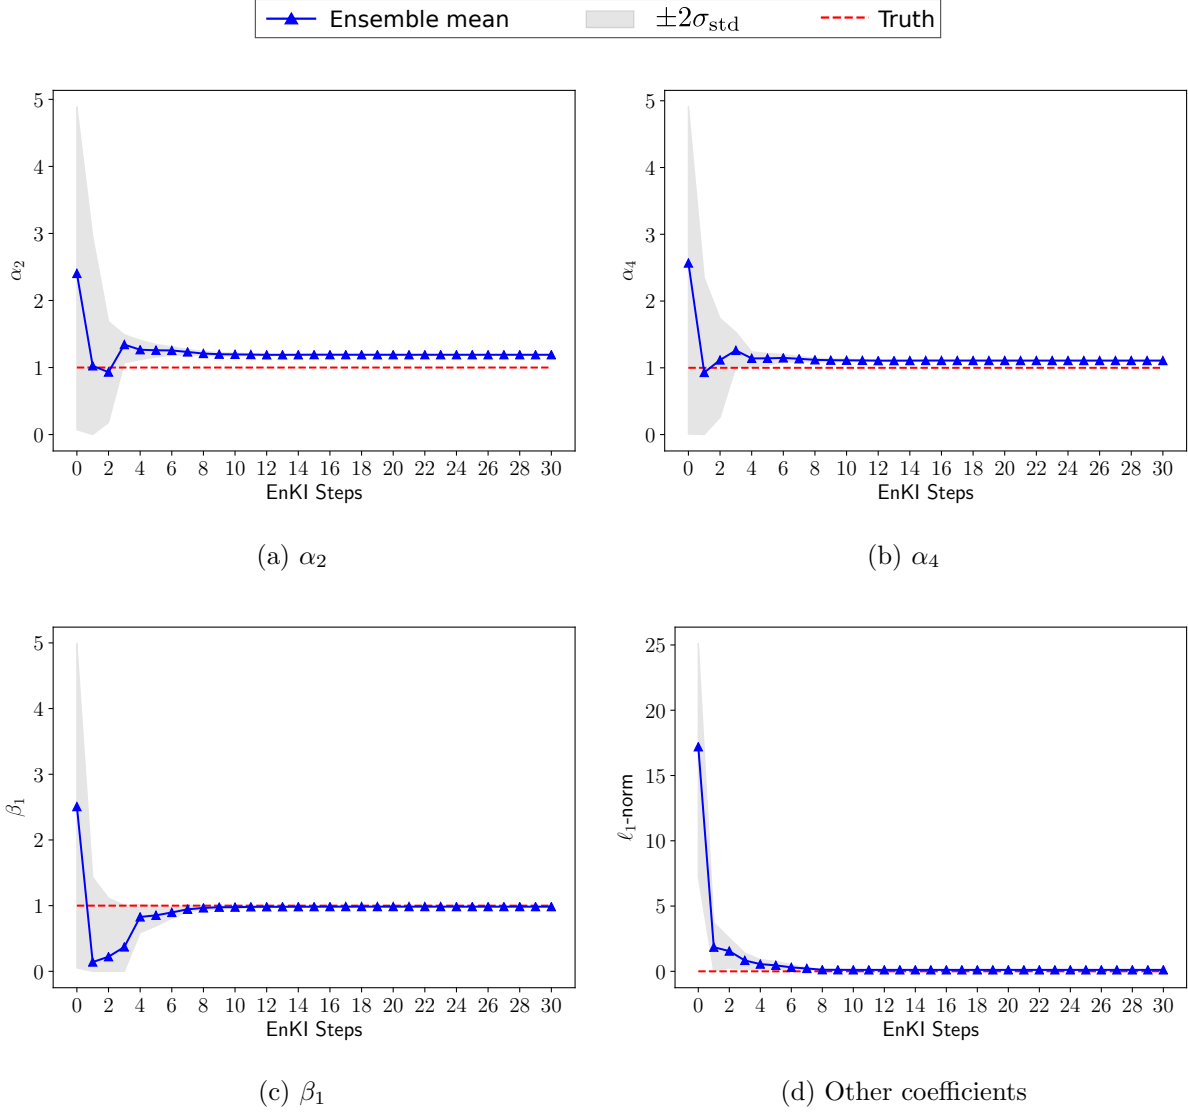 Ensemble mean ±2σ_std Truth
5
4
3
2
1
0
α₂
0 2 4 6 8 10 12 14 16 18 20 22 24 26 28 30
EnKI Steps
(a) α₂
5
4
3
2
1
0
α₄
0 2 4 6 8 10 12 14 16 18 20 22 24 26 28 30
EnKI Steps
(b) α₄
5
4
3
2
1
0
β₁
0 2 4 6 8 10 12 14 16 18 20 22 24 26 28 30
EnKI Steps
(c) β₁
25
20
15
10
5
0
ℓ₁-norm
0 2 4 6 8 10 12 14 16 18 20 22 24 26 28 30
EnKI Steps
(d) Other coefficients